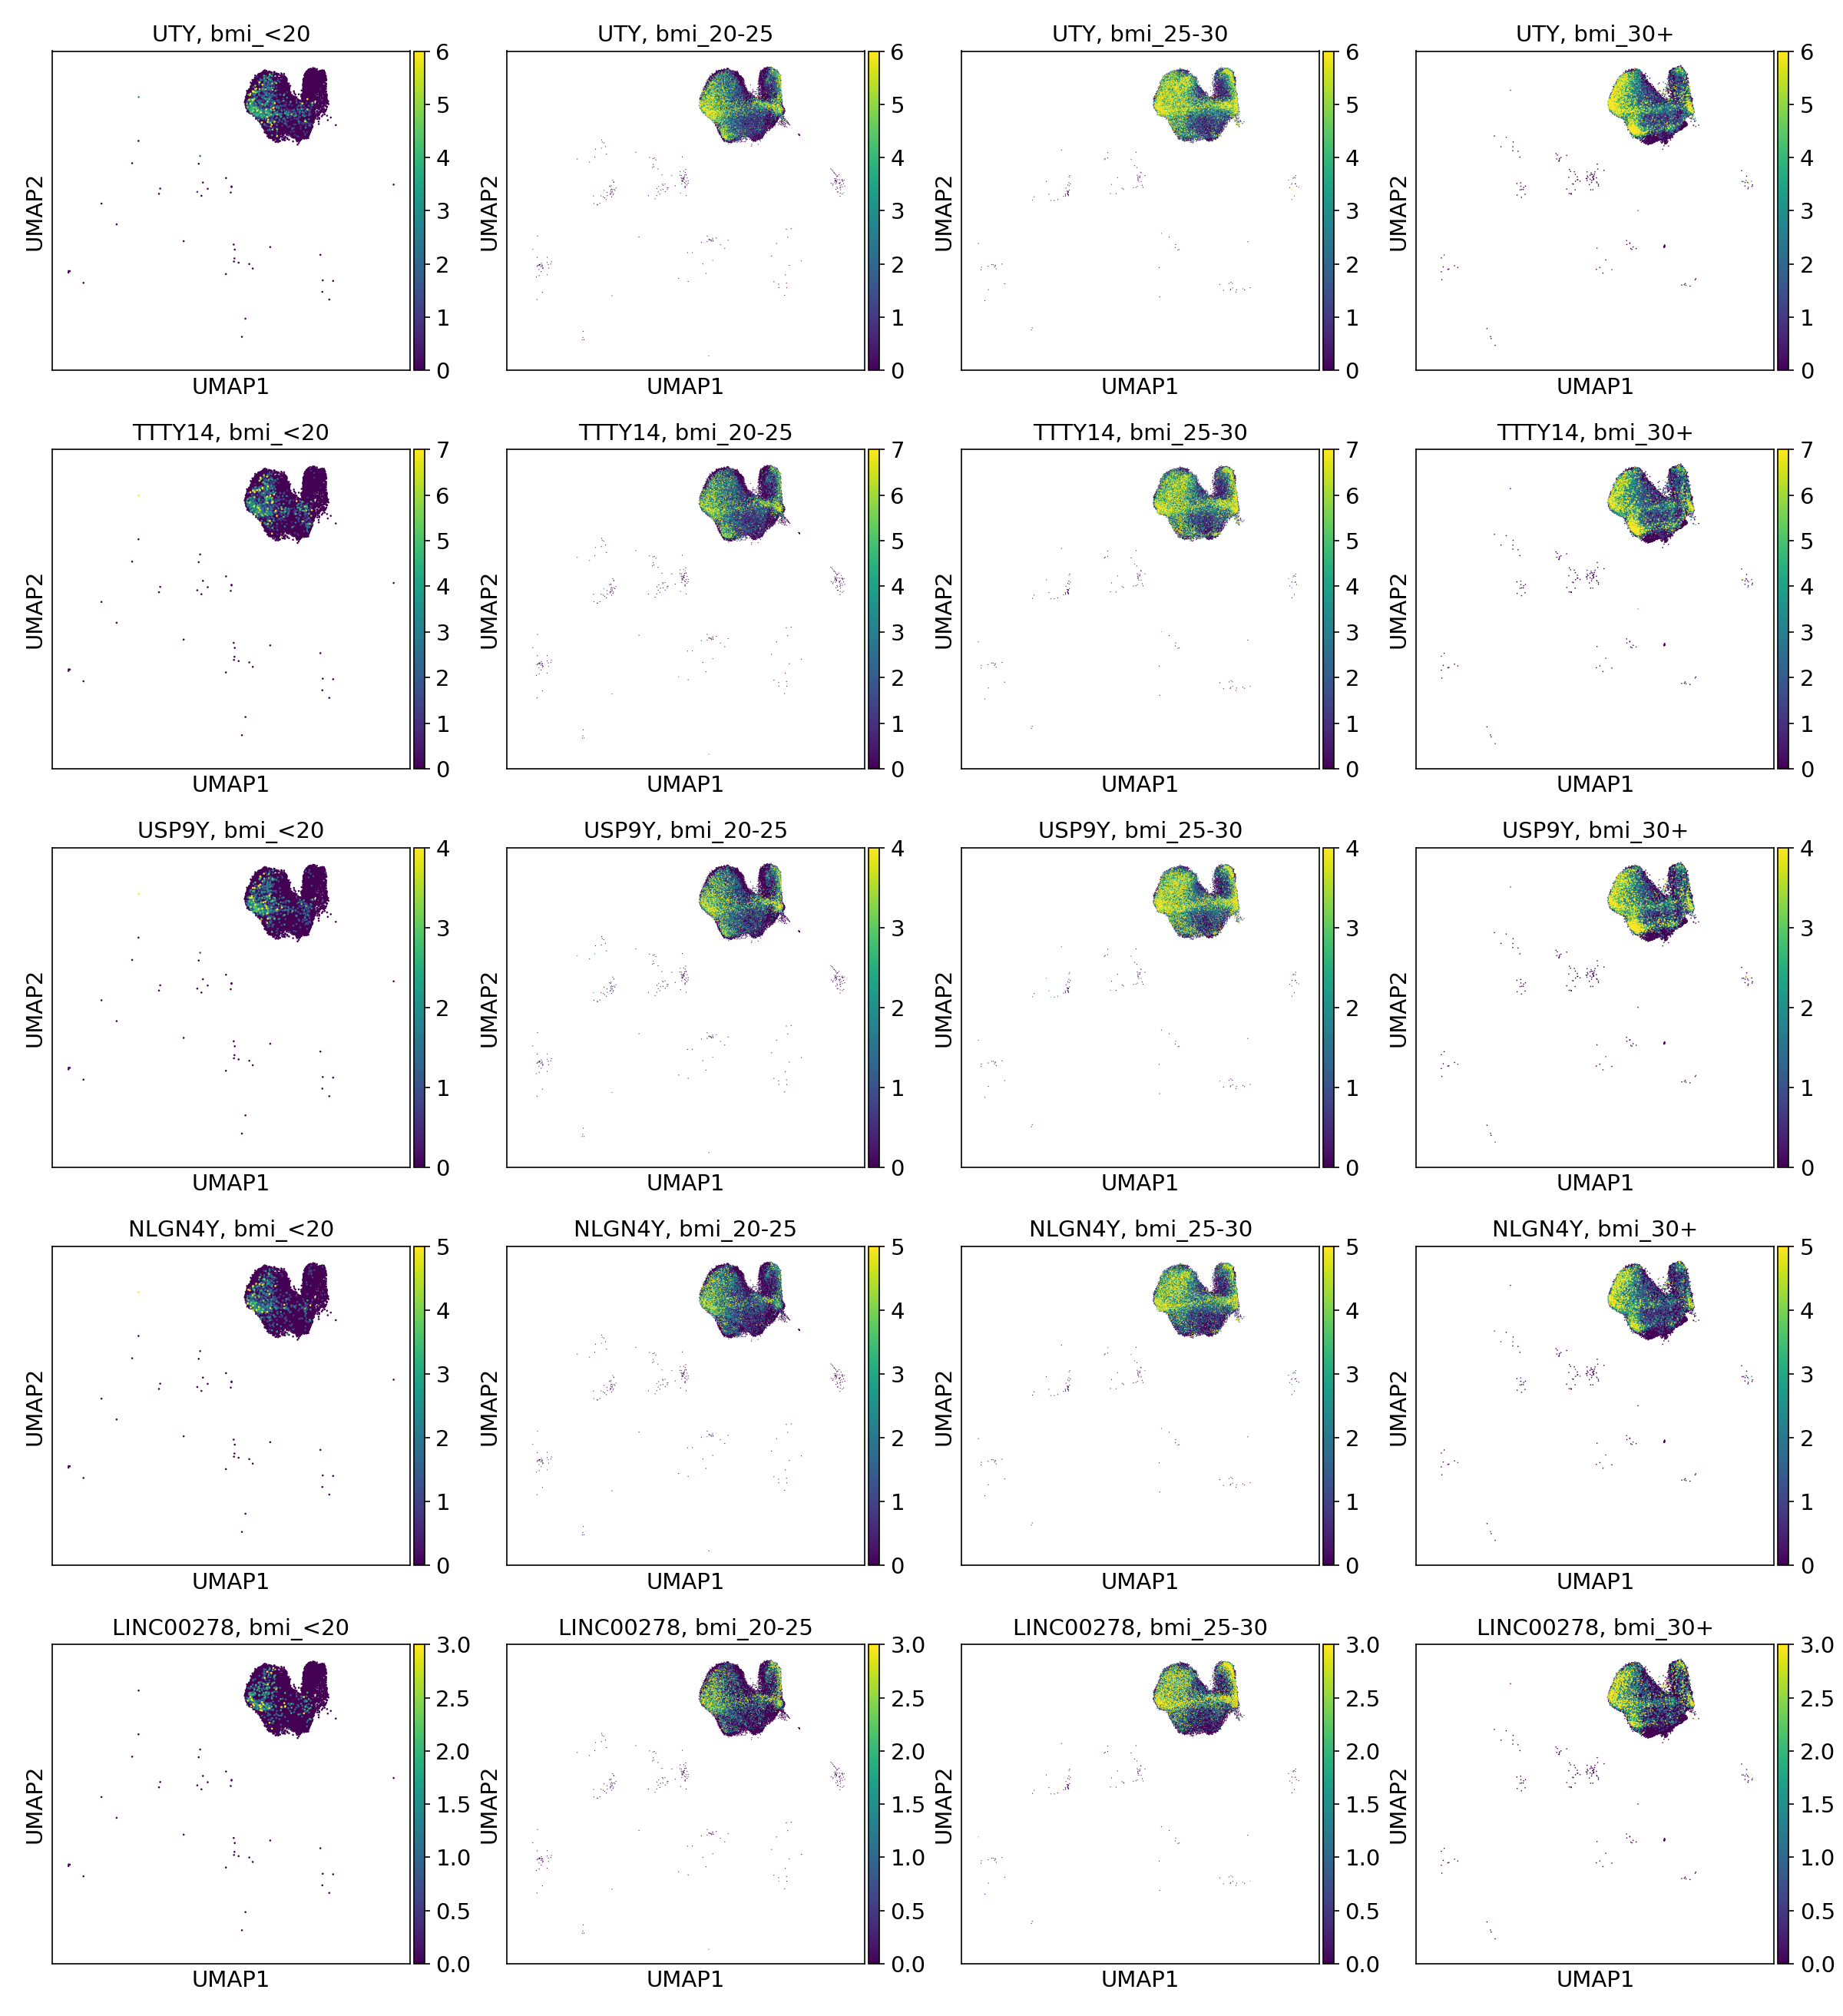 UTY, bmi_<20 UTY, bmi_20-25 UTY, bmi_25-30 UTY, bmi_30+
6 5 4 3 2 1 0 6 5 4 3 2 1 0 6 5 4 3 2 1 0 6 5 4 3 2 1 0
UMAP2 UMAP2 UMAP2 UMAP2
UMAP1 UMAP1 UMAP1 UMAP1
TTTY14, bmi_<20 TTTY14, bmi_20-25 TTTY14, bmi_25-30 TTTY14, bmi_30+
7 6 5 4 3 2 1 0 7 6 5 4 3 2 1 0 7 6 5 4 3 2 1 0 7 6 5 4 3 2 1 0
UMAP2 UMAP2 UMAP2 UMAP2
UMAP1 UMAP1 UMAP1 UMAP1
USP9Y, bmi_<20 USP9Y, bmi_20-25 USP9Y, bmi_25-30 USP9Y, bmi_30+
4 3 2 1 0 4 3 2 1 0 4 3 2 1 0 4 3 2 1 0
UMAP2 UMAP2 UMAP2 UMAP2
UMAP1 UMAP1 UMAP1 UMAP1
NLGN4Y, bmi_<20 NLGN4Y, bmi_20-25 NLGN4Y, bmi_25-30 NLGN4Y, bmi_30+
5 4 3 2 1 0 5 4 3 2 1 0 5 4 3 2 1 0 5 4 3 2 1 0
UMAP2 UMAP2 UMAP2 UMAP2
UMAP1 UMAP1 UMAP1 UMAP1
LINC00278, bmi_<20 LINC00278, bmi_20-25 LINC00278, bmi_25-30 LINC00278, bmi_30+
3.0 2.5 2.0 1.5 1.0 0.5 0.0 3.0 2.5 2.0 1.5 1.0 0.5 0.0 3.0 2.5 2.0 1.5 1.0 0.5 0.0 3.0 2.5 2.0 1.5 1.0 0.5 0.0
UMAP2 UMAP2 UMAP2 UMAP2
UMAP1 UMAP1 UMAP1 UMAP1